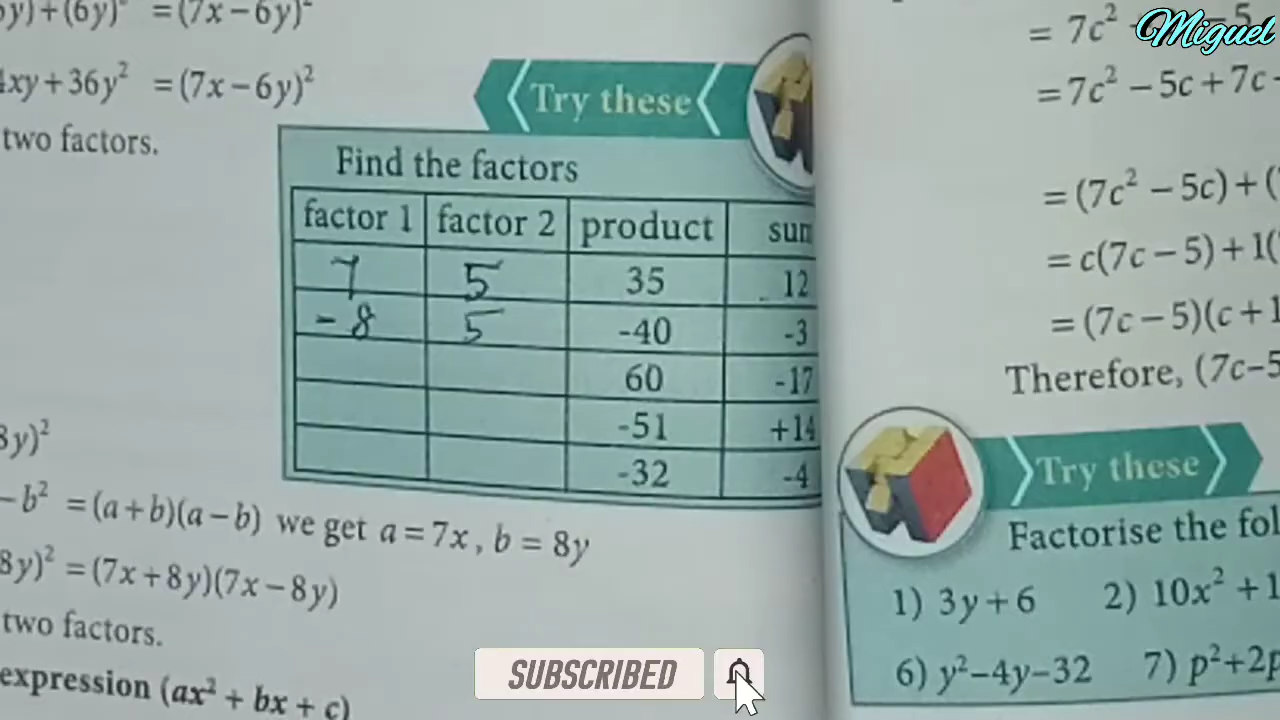 = (7x – 6y)²
xy + 36y² = (7x – 6y)²
two factors.
Try these
Find the factors
factor 1 factor 2 product
7 5 35 12
-8 5 -40 -3
60 -17
-51 +14
-32 -4
– b² = (a + b)(a – b) we get a = 7x , b = 8y
8y)² = (7x + 8y)(7x – 8y)
two factors.
expression (ax² + bx + c)
= 7c²
= 7c² – 5c + 7c
= (7c² – 5c) + (
= c(7c – 5) + 1(
= (7c – 5)(c + 1
Therefore, (7c–5
Try these
Factorise the
1) 3y + 6 2) 10x² + 1
6) y²–4y–32 7) p²+2p
Miguel
SUBSCRIBED